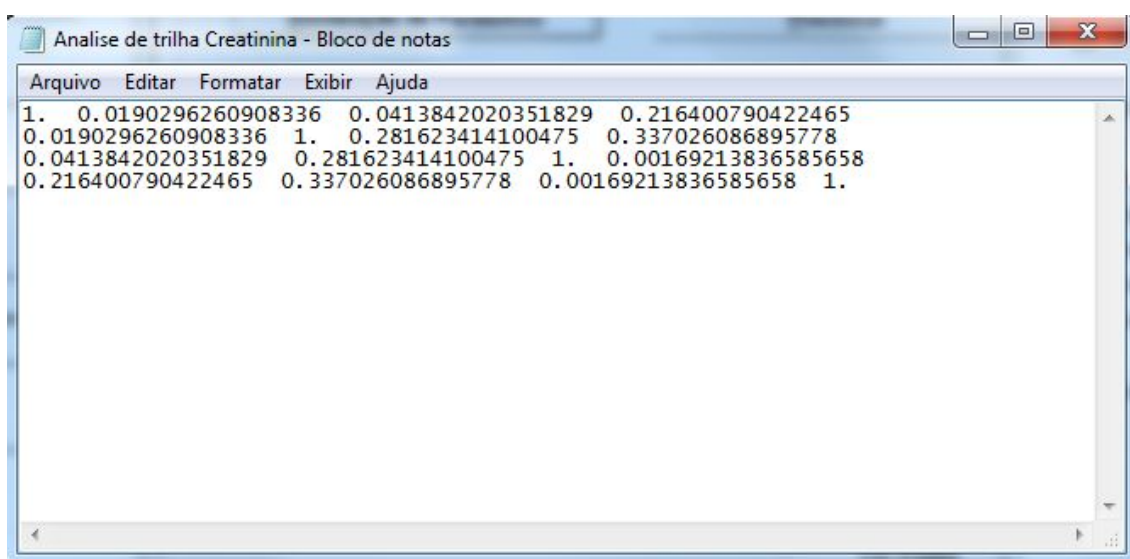 Analise de trilha Creatinina - Bloco de notas
Arquivo Editar Formatar Exibir Ajuda
1. 0.0190296260908336 0.0413842020351829 0.216400790422465
0.0190296260908336 1. 0.281623414100475 0.337026086895778
0.0413842020351829 0.281623414100475 1. 0.00169213836585658
0.216400790422465 0.337026086895778 0.00169213836585658 1.